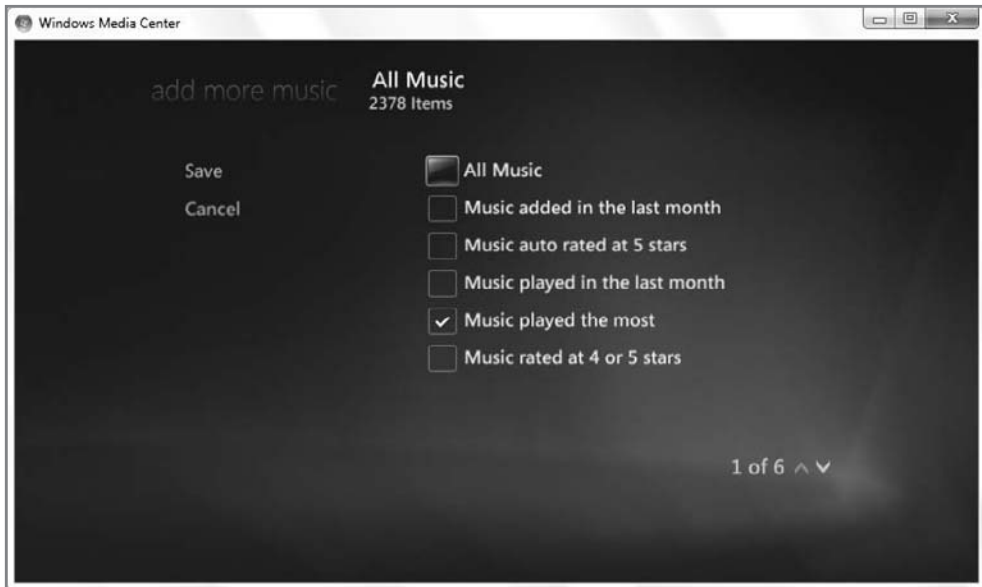 Windows Media Center
add more music
All Music
2378 Items
Save
Cancel
All Music
Music added in the last month
Music auto rated at 5 stars
Music played in the last month
Music played the most
Music rated at 4 or 5 stars
1 of 6